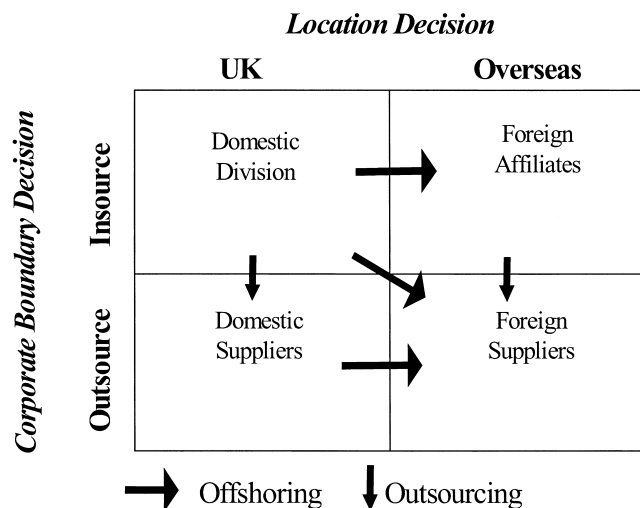 Location Decision
UK Overseas
Corporate Boundary Decision
Insource
Domestic
Division
Foreign
Affiliates
Outsource
Domestic
Suppliers
Foreign
Suppliers
Offshoring Outsourcing